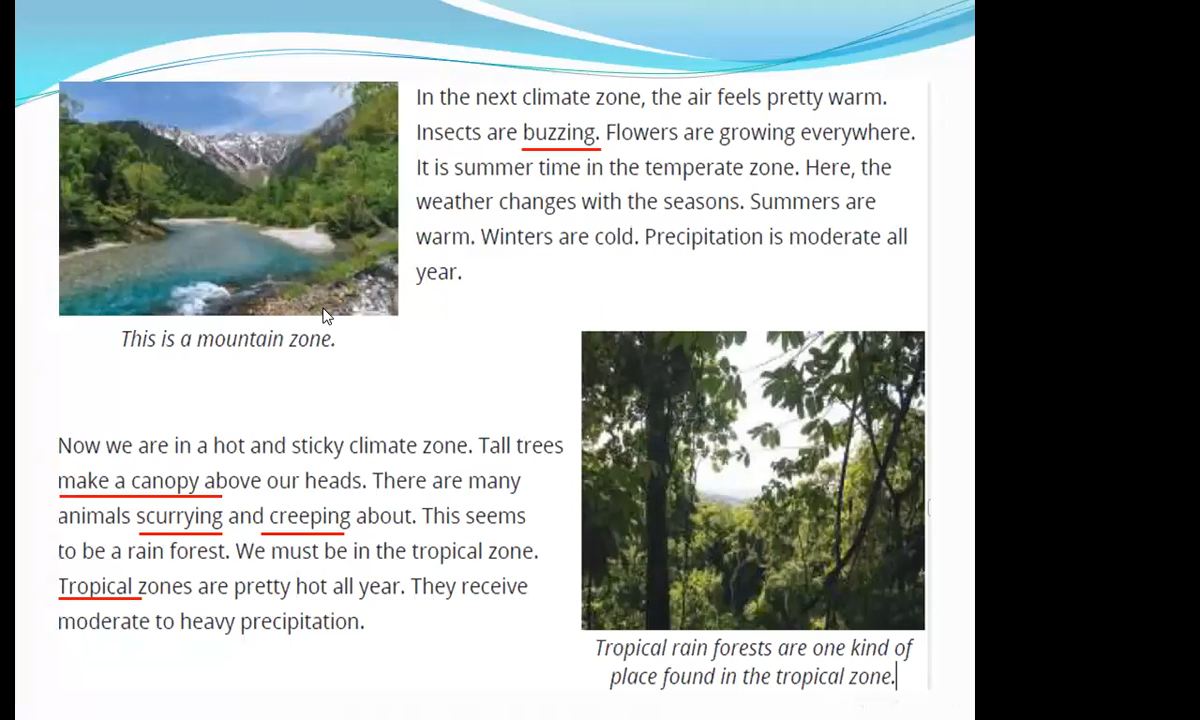 In the next climate zone, the air feels pretty warm.
Insects are buzzing. Flowers are growing everywhere.
It is summer time in the temperate zone. Here, the
weather changes with the seasons. Summers are
warm. Winters are cold. Precipitation is moderate all
year.
This is a mountain zone.
Now we are in a hot and sticky climate zone. Tall trees
make a canopy above our heads. There are many
animals scurrying and creeping about. This seems
to be a rain forest. We must be in the tropical zone.
Tropical zones are pretty hot all year. They receive
moderate to heavy precipitation.
Tropical rain forests are one kind of
place found in the tropical zone.